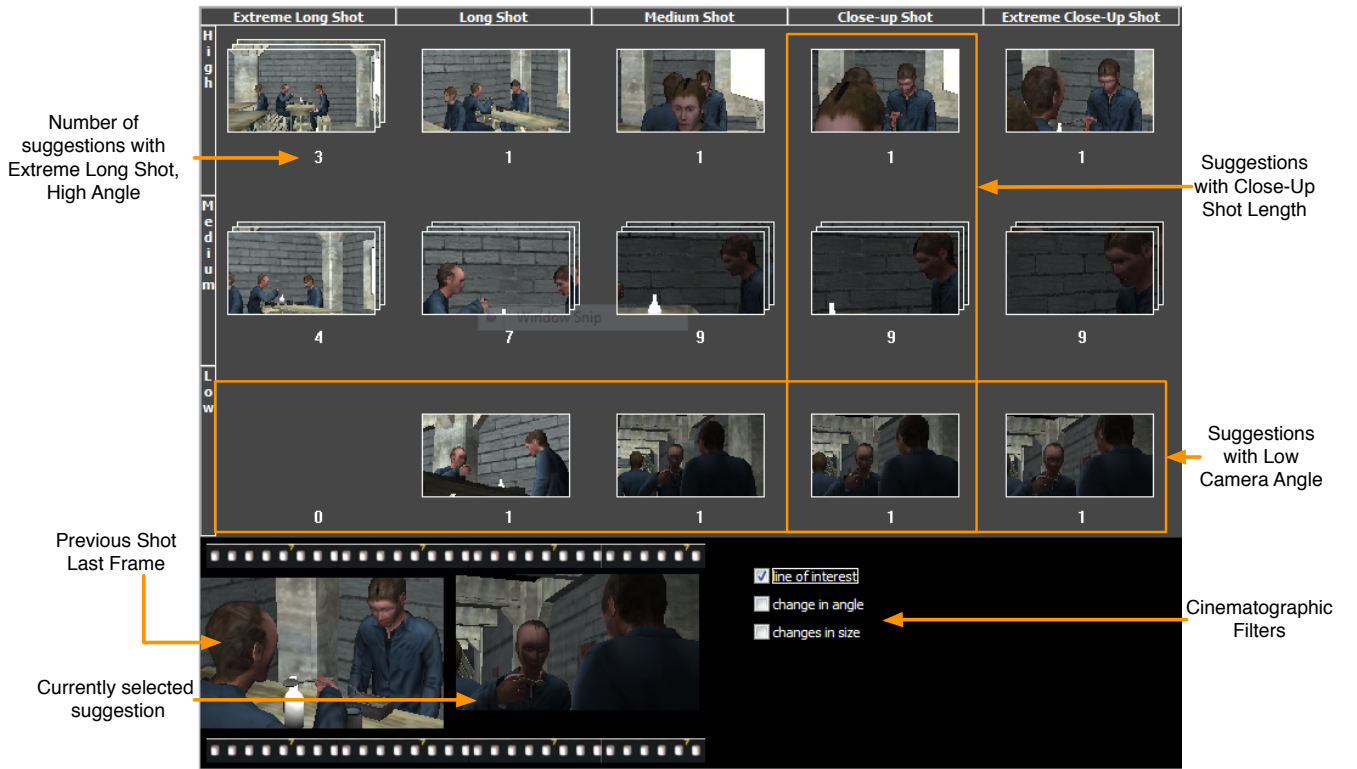 Extreme Long Shot
Long Shot
Medium Shot
Close-up Shot
Extreme Close-Up Shot
High
3
1
1
1
1
Medium
4
7
9
9
9
Window Snip
Low
0
1
1
1
1
Number of
suggestions with
Extreme Long Shot,
High Angle
Suggestions
with Close-Up
Shot Length
Suggestions
with Low
Camera Angle
Previous Shot
Last Frame
Currently selected
suggestion
line of interest
change in angle
changes in size
Cinematographic
Filters